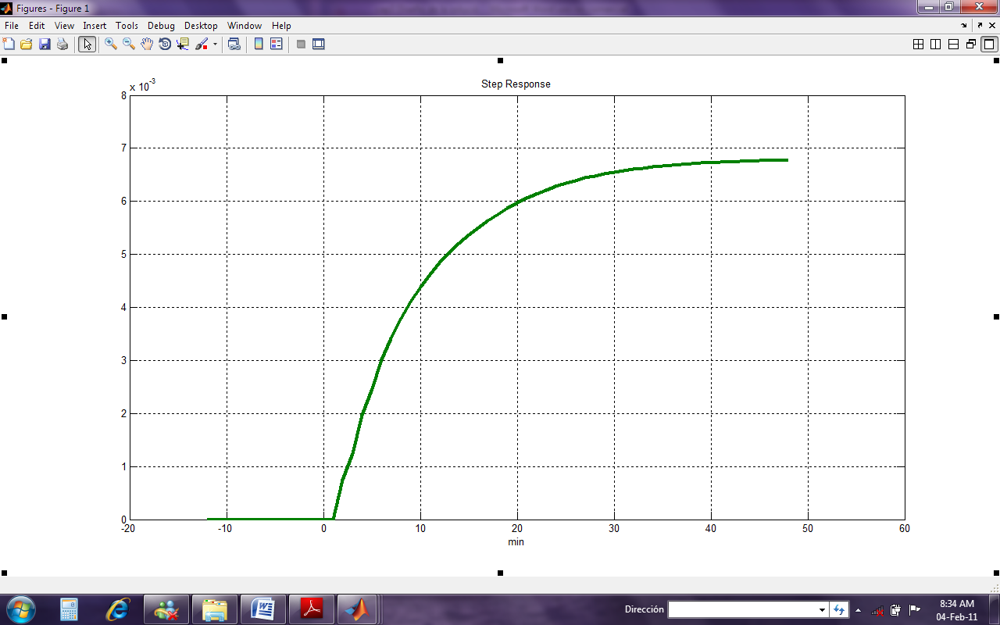 Figures - Figure 1
File Edit View Insert Tools Debug Desktop Window Help
Step Response
x 10-3
8
7
6
5
4
3
2
1
0
-20 -10 0 10 20 30 40 50 60
min
Dirección
8:34 AM
04-Feb-11